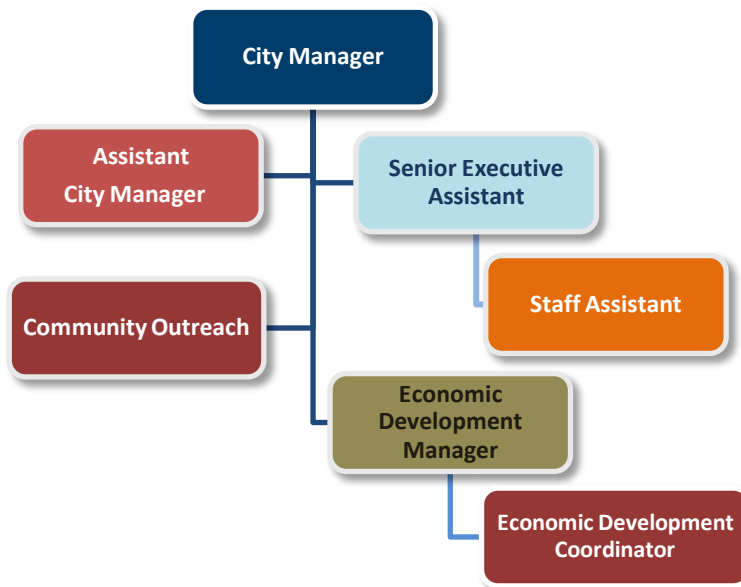 City Manager
Assistant
City Manager
Senior Executive
Assistant
Staff Assistant
Community Outreach
Economic
Development
Manager
Economic Development
Coordinator